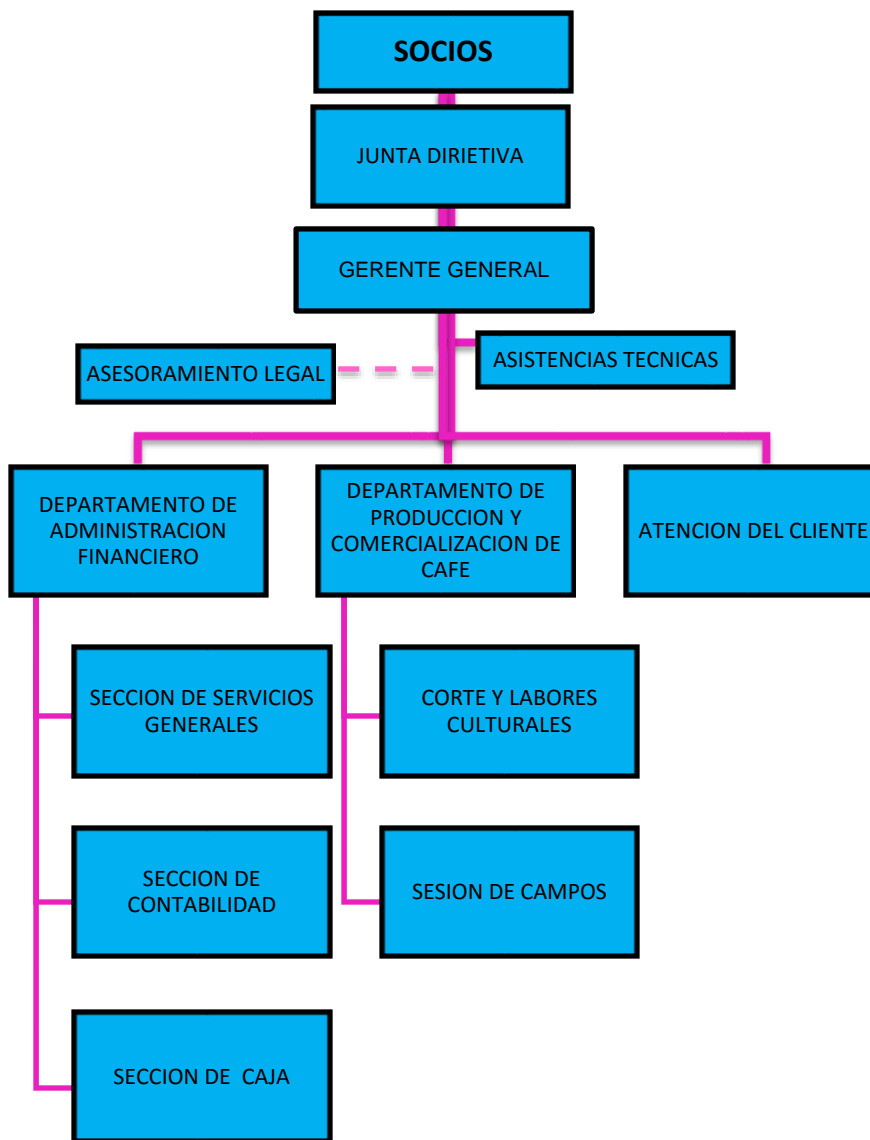 SOCIOS
JUNTA DIRIETIVA
GERENTE GENERAL
ASISTENCIAS TECNICAS
ASESORAMIENTO LEGAL
DEPARTAMENTO DE
ADMINISTRACION
FINANCIERO
DEPARTAMENTO DE
PRODUCCION Y
COMERCIALIZACION DE
CAFE
ATENCION DEL CLIENTE
SECCION DE SERVICIOS
GENERALES
CORTE Y LABORES
CULTURALES
SECCION DE
CONTABILIDAD
SESION DE CAMPOS
SECCION DE CAJA